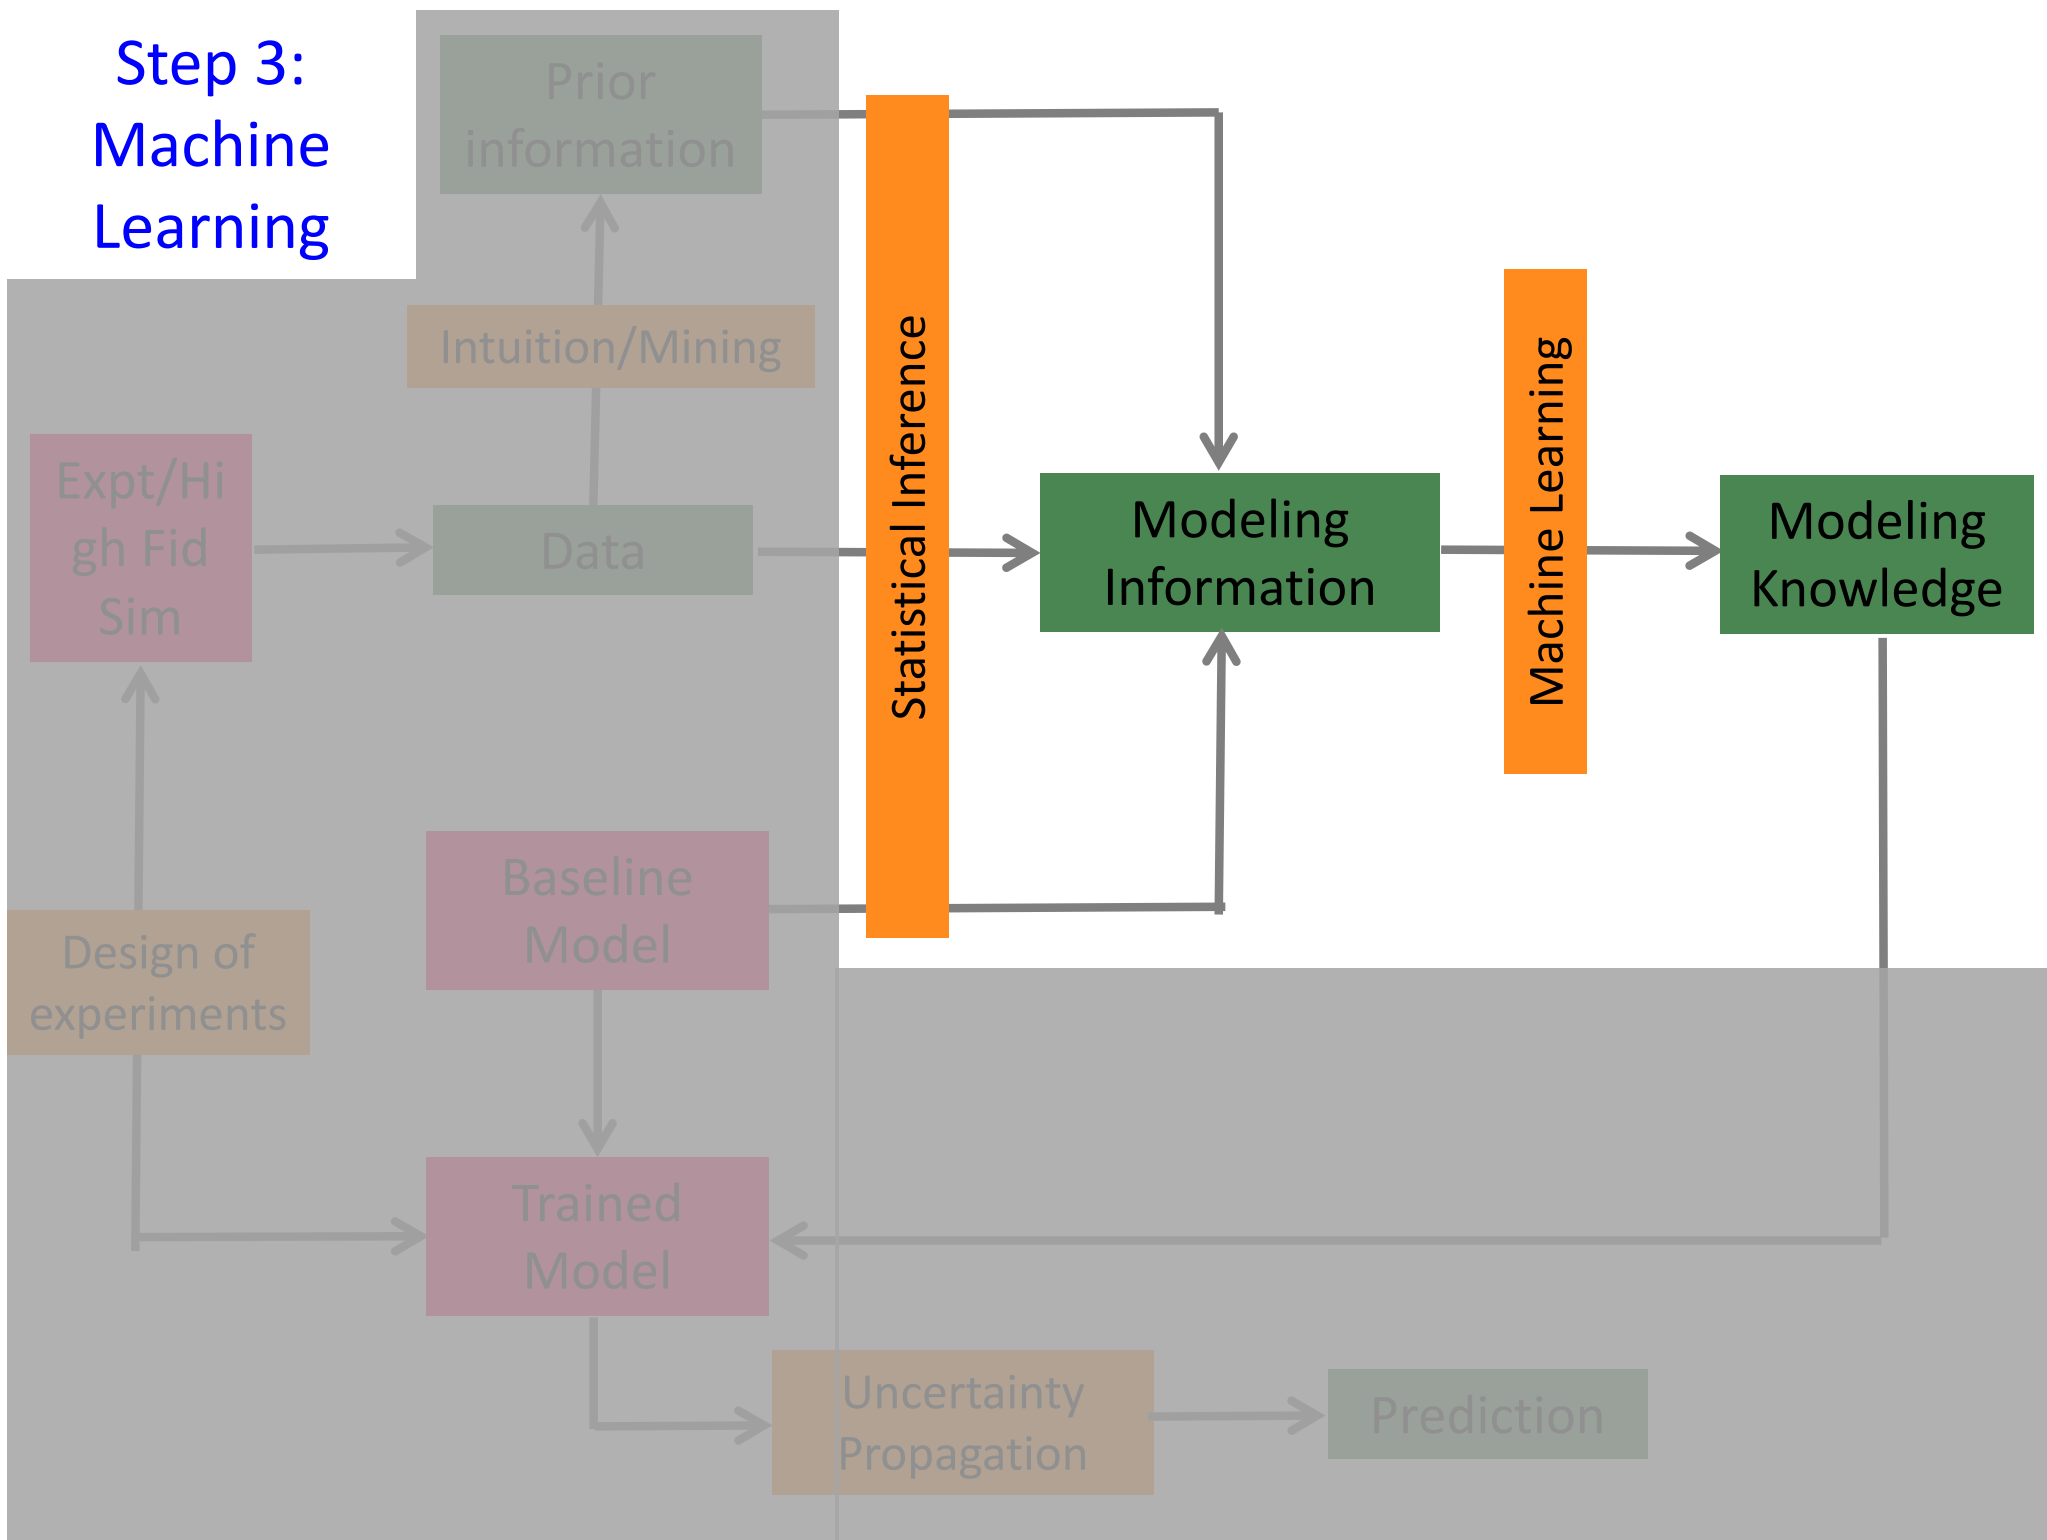 Step 3:
Machine
Learning
Prior
information
Intuition/Mining
Expt/Hi
gh Fid
Sim
Data
Statistical Inference
Modeling
Information
Machine Learning
Modeling
Knowledge
Baseline
Model
Design of
experiments
Trained
Model
Uncertainty
Propagation
Prediction